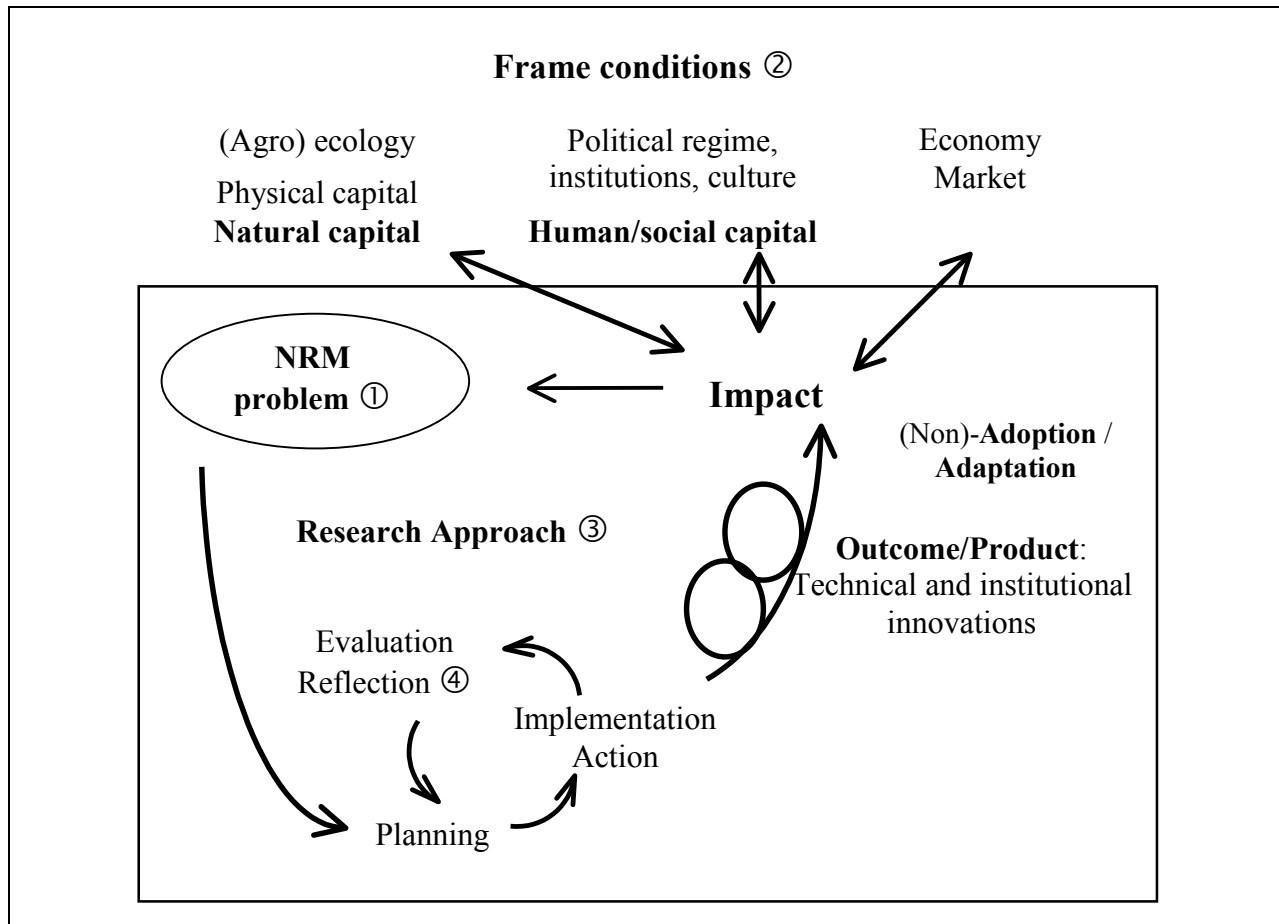 Frame conditions ②
(Agro) ecology
Physical capital
Natural capital
Political regime,
institutions, culture
Human/social capital
Economy
Market
NRM
problem ①
Impact
(Non)-Adoption /
Adaptation
Research Approach ③
Outcome/Product:
Technical and institutional
innovations
Evaluation
Reflection ④
Implementation
Action
Planning